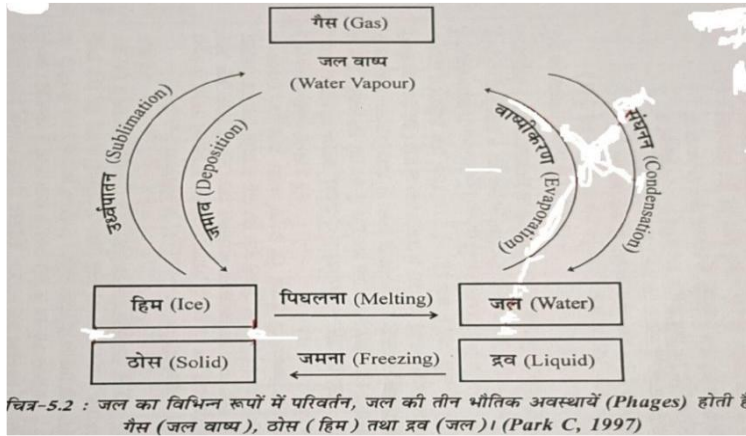 गैस (Gas)
जल वाष्प
(Water Vapour)
उर्ध्वपातन (Sublimation)
जमाव (Deposition)
वाष्पीकरण (Evaporation)
संघनन (Condensation)
हिम (Ice)
पिघलना (Melting)
जल (Water)
ठोस (Solid)
जमना (Freezing)
द्रव (Liquid)
चित्र-5.2 : जल का विभिन्न रूपों में परिवर्तन, जल की तीन भौतिक अवस्थायें (Phages) होती हैं
गैस (जल वाष्प), ठोस (हिम) तथा द्रव (जल)। (Park C, 1997)